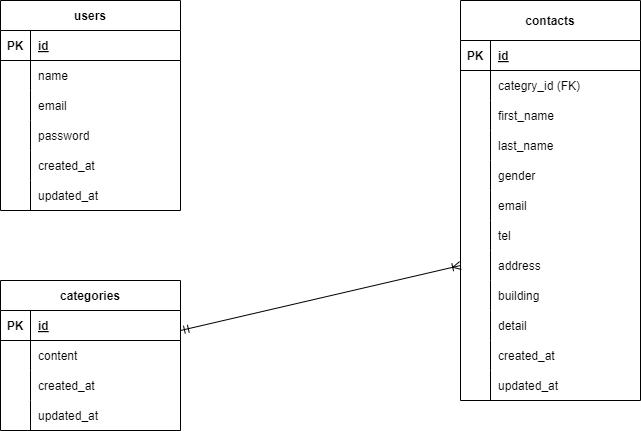 users
PK id
name
email
password
created_at
updated_at
contacts
PK id
categry_id (FK)
first_name
last_name
gender
email
tel
address
building
detail
created_at
updated_at
categories
PK id
content
created_at
updated_at